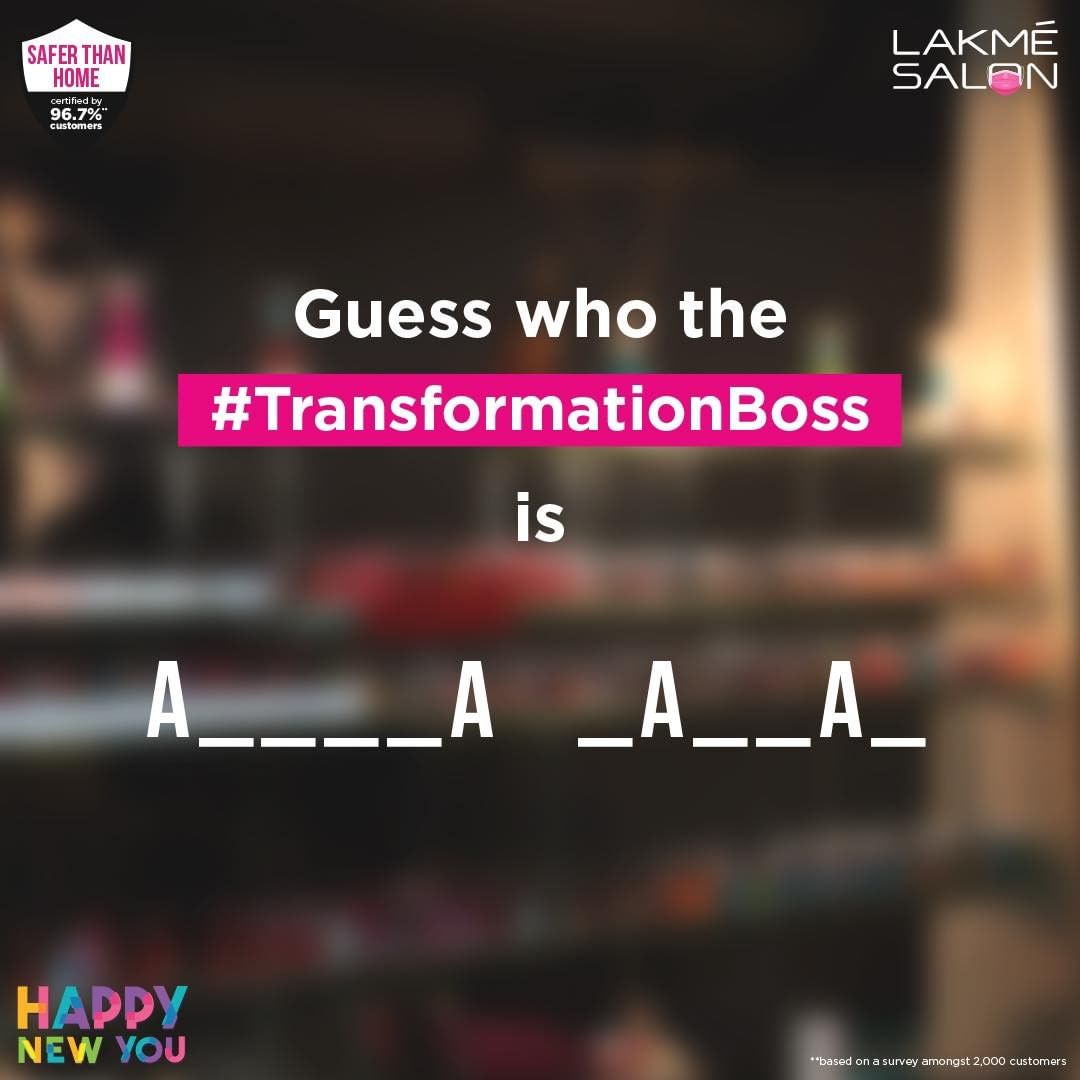 SAFER THAN
HOME
certified by
96.7%**
customers
LAKMÉ
SALON
Guess who the
#TransformationBoss
is
A____A _A__A_
HAPPY
NEW YOU
**based on a survey amongst 2,000 customers